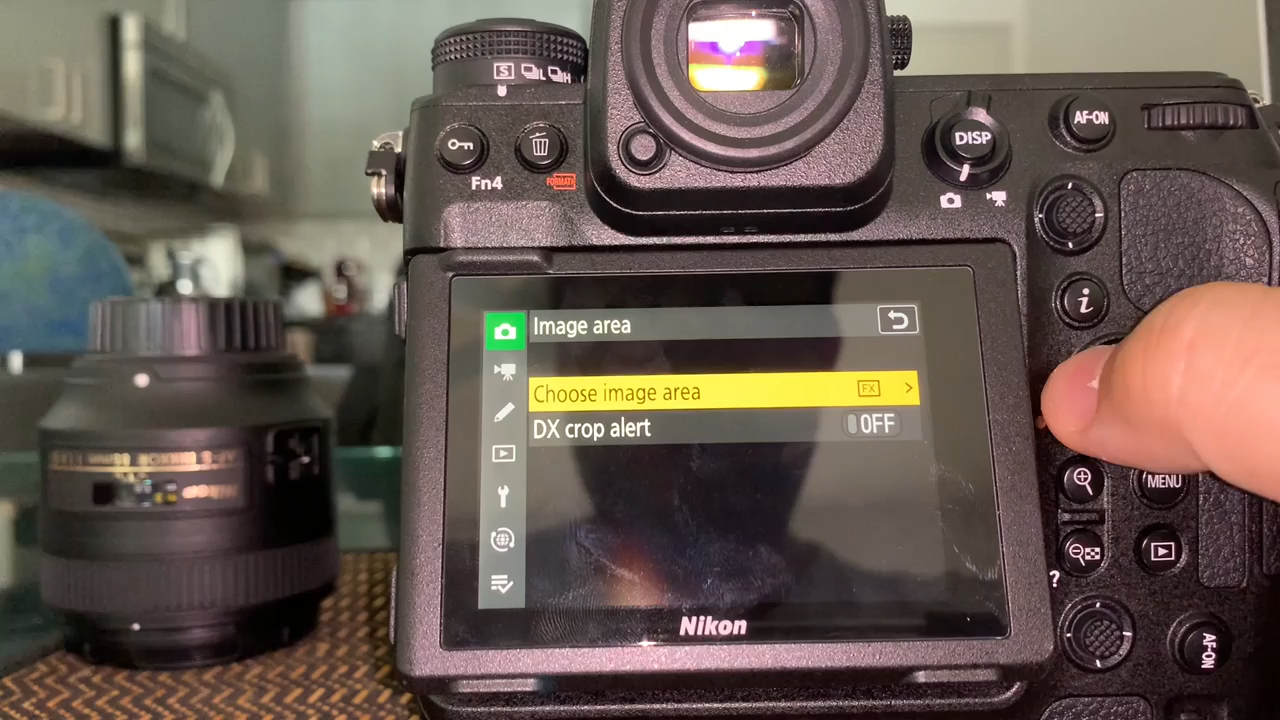 S L H
Fn4
FORMAT
DISP
AF-ON
i
Image area
Choose image area FX >
DX crop alert OFF
MENU
?
Nikon
AF-ON